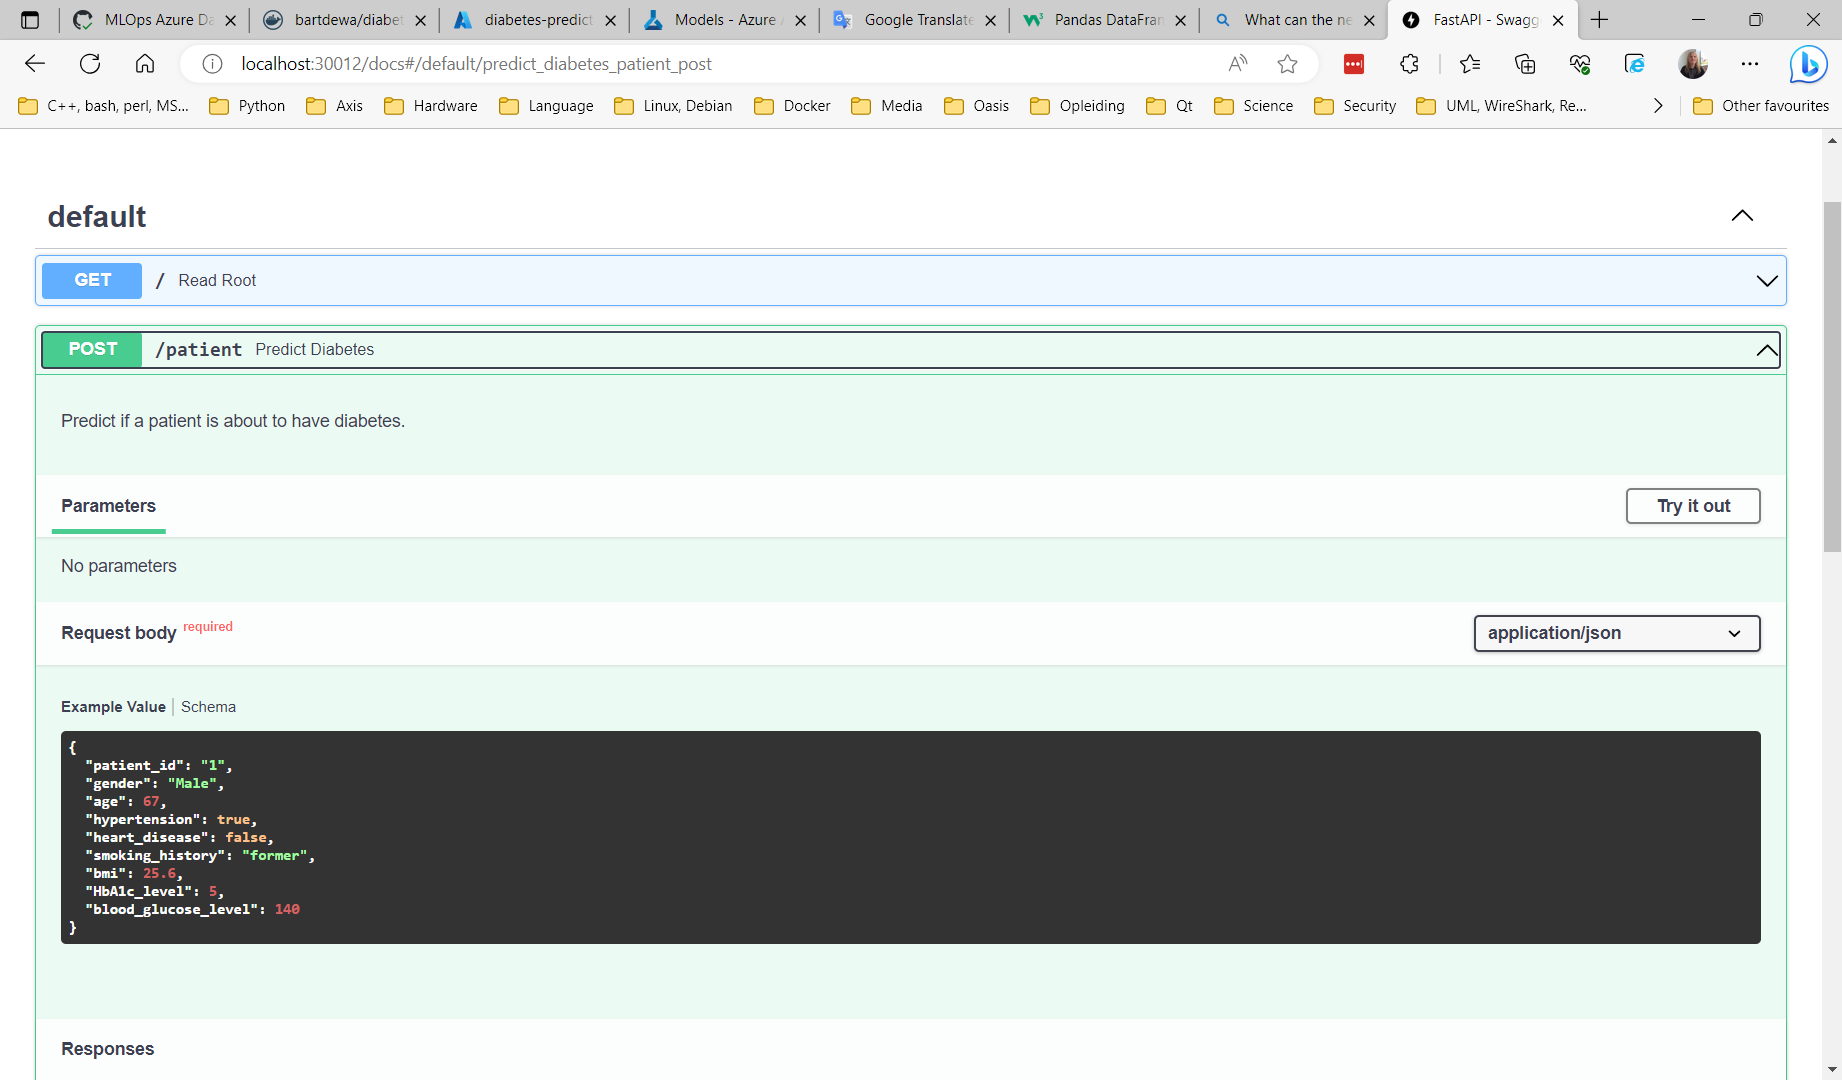 MLOps Azure Da
bartdewa/diabet
diabetes-predict
Models - Azure
Google Translate
Pandas DataFran
What can the ne
FastAPI - Swagg
localhost:30012/docs#/default/predict_diabetes_patient_post
C++, bash, perl, MS...
Python
Axis
Hardware
Language
Linux, Debian
Docker
Media
Oasis
Opleiding
Qt
Science
Security
UML, WireShark, Re...
Other favourites
default
GET / Read Root
POST /patient Predict Diabetes
Predict if a patient is about to have diabetes.
Parameters
Try it out
No parameters
Request body required
application/json
Example Value | Schema
{
"patient_id": "1",
"gender": "Male",
"age": 67,
"hypertension": true,
"heart_disease": false,
"smoking_history": "former",
"bmi": 25.6,
"HbA1c_level": 5,
"blood_glucose_level": 140
}
Responses